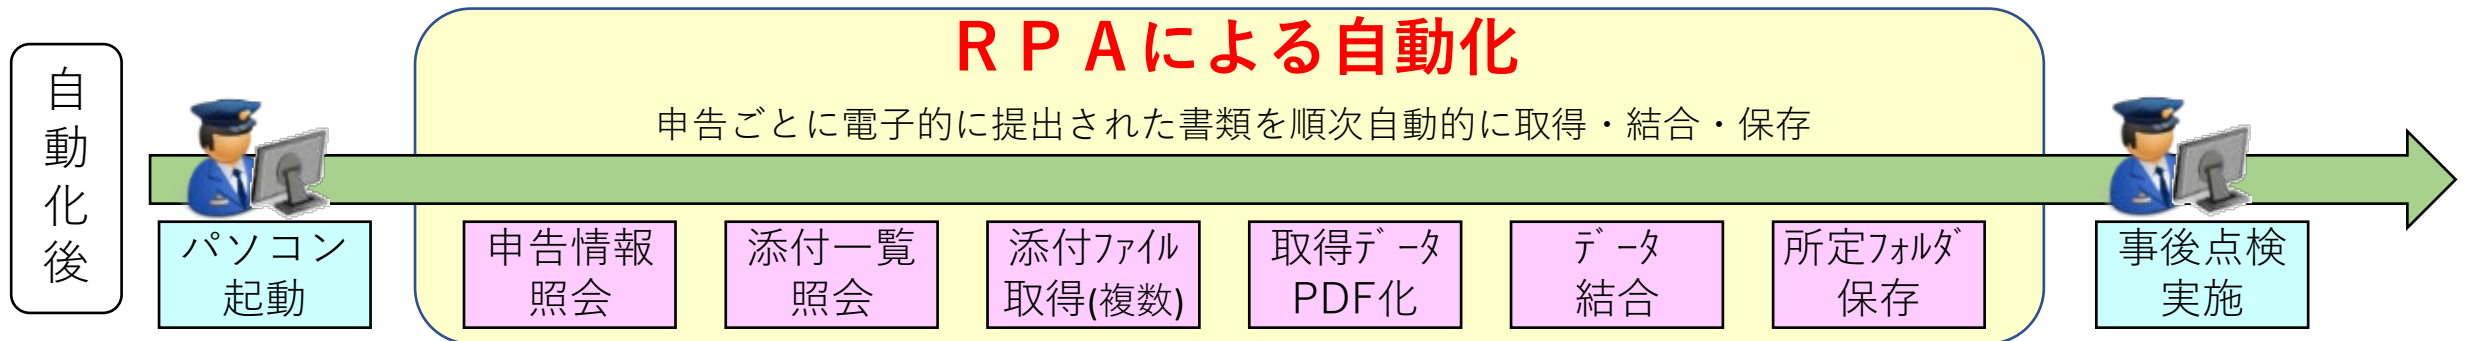 ＲＰＡによる自動化
申告ごとに電子的に提出された書類を順次自動的に取得・結合・保存
自動化後
パソコン
起動
申告情報
照会
添付一覧
照会
添付ﾌｧｲﾙ
取得(複数)
取得ﾃﾞｰﾀ
PDF化
ﾃﾞｰﾀ
結合
所定ﾌｫﾙﾀﾞ
保存
事後点検
実施